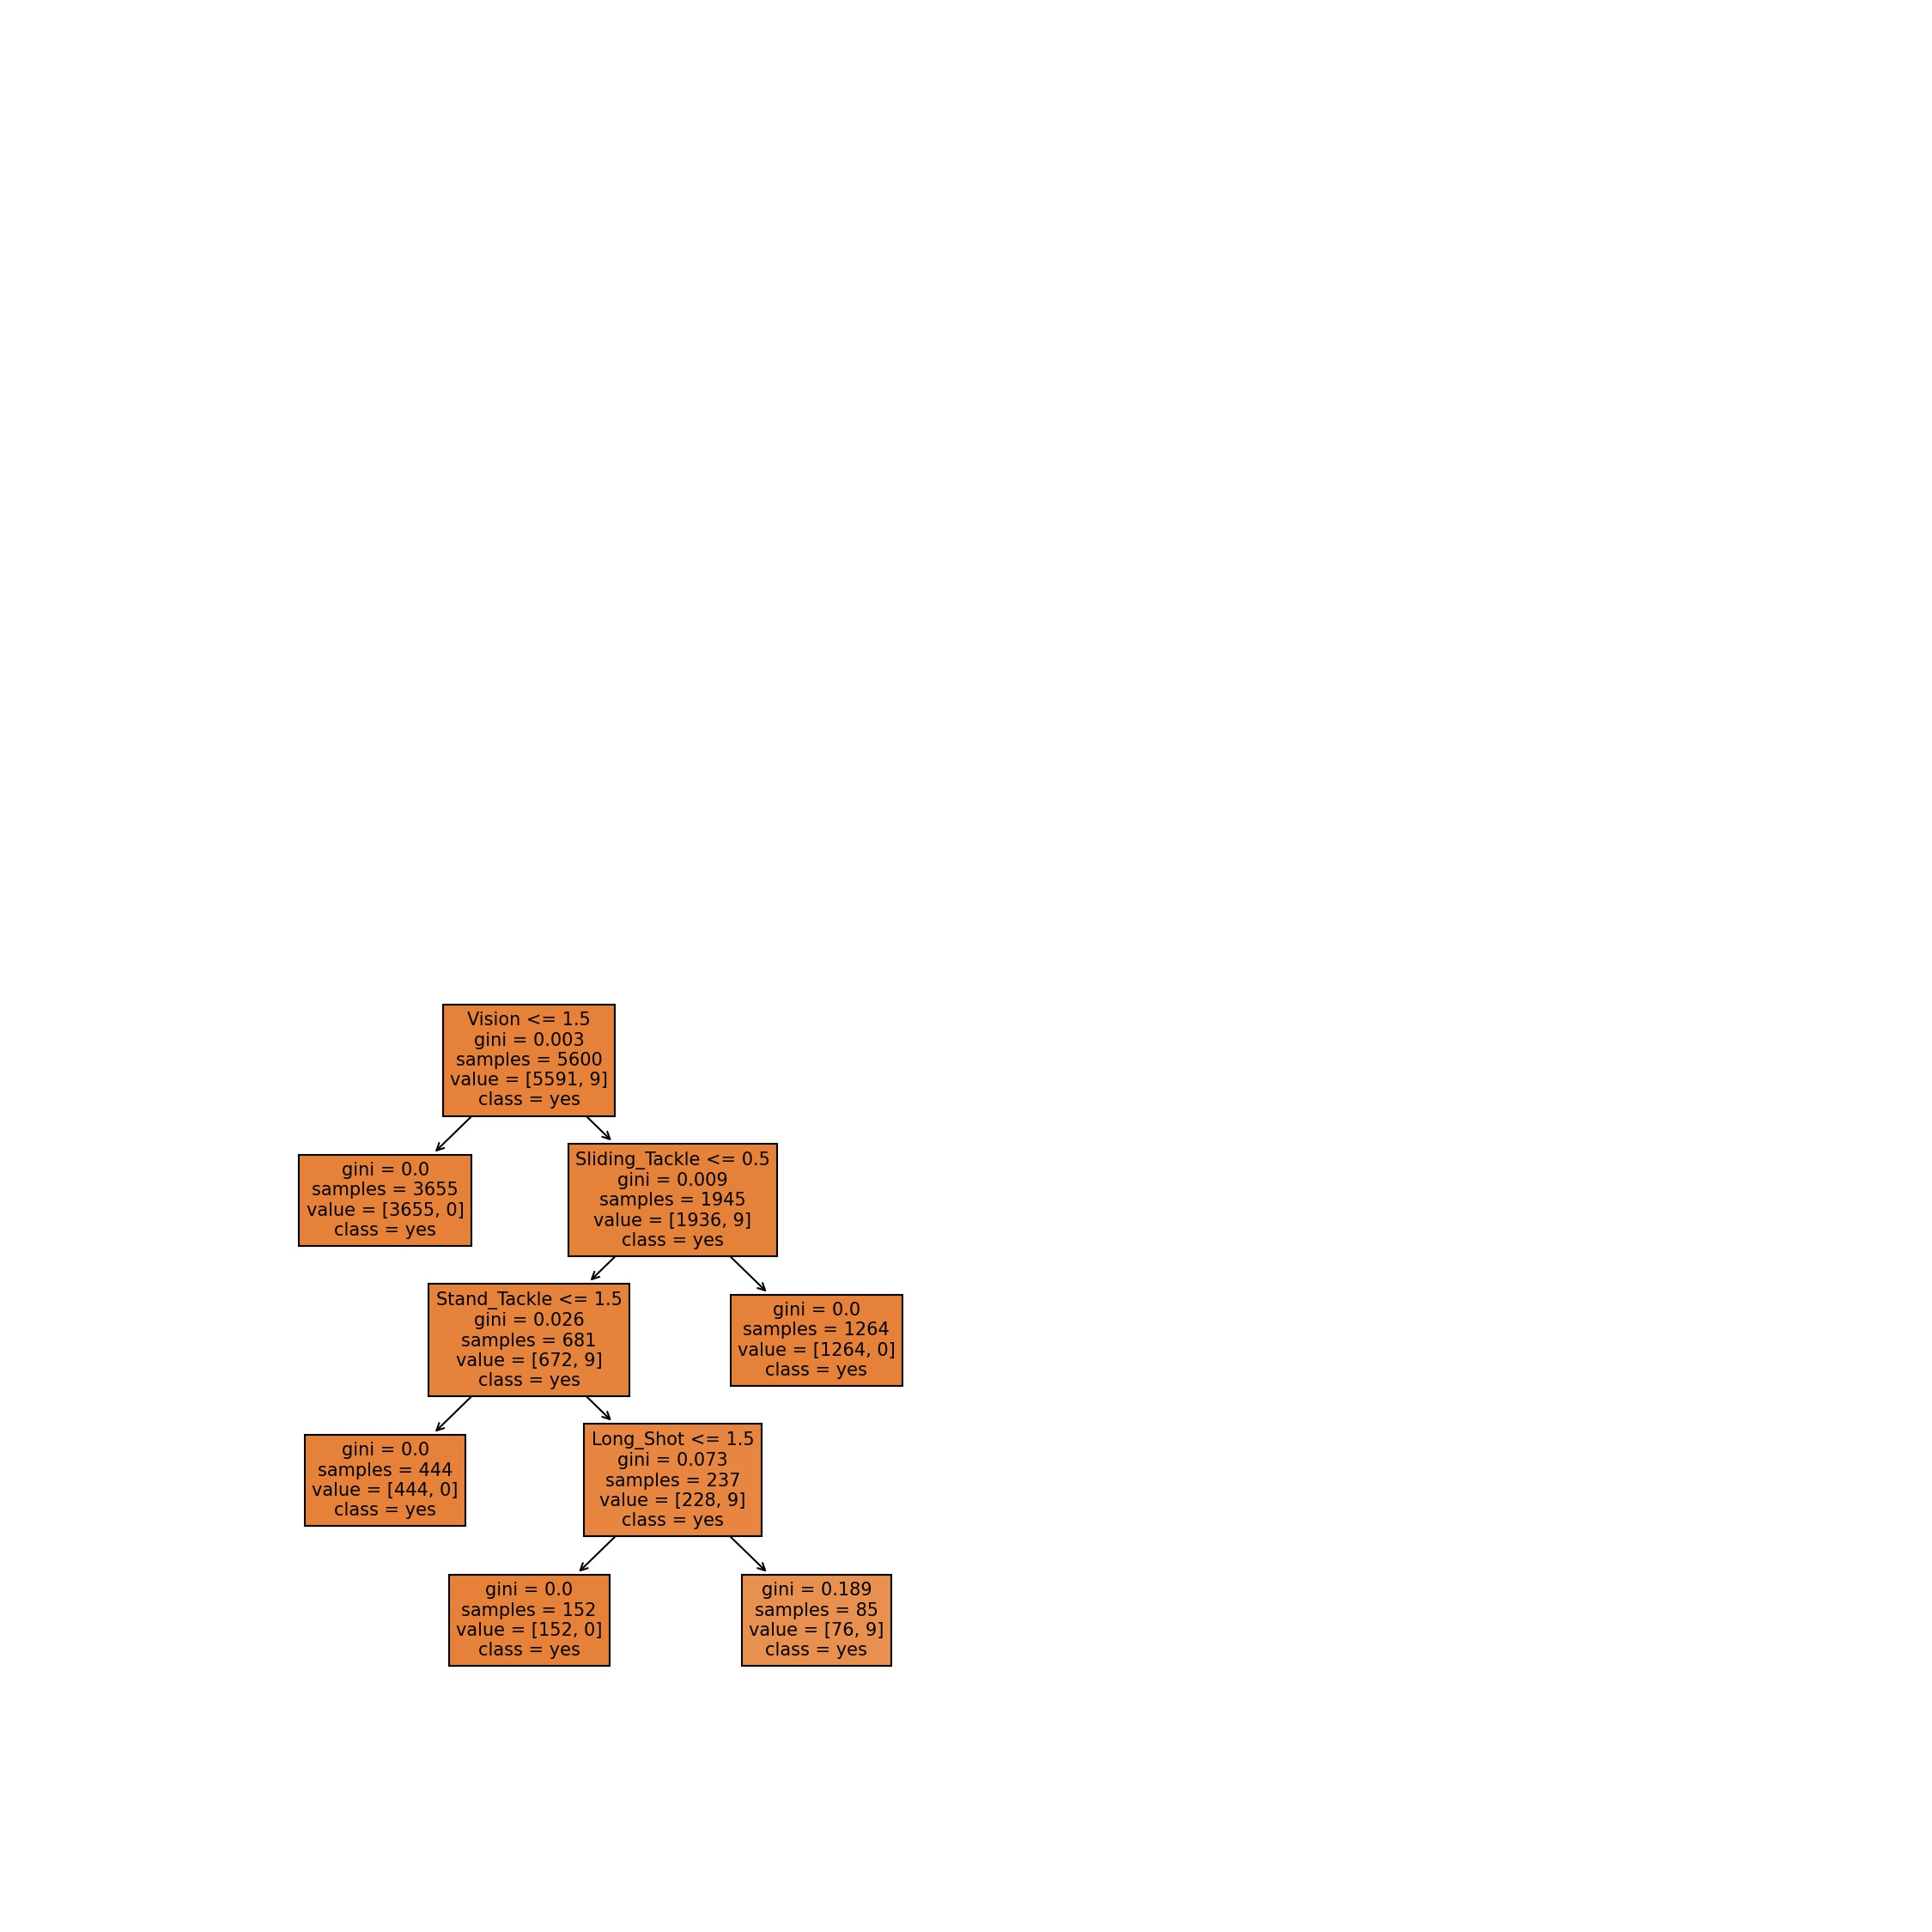 Vision <= 1.5
gini = 0.003
samples = 5600
value = [5591, 9]
class = yes
gini = 0.0
samples = 3655
value = [3655, 0]
class = yes
Sliding_Tackle <= 0.5
gini = 0.009
samples = 1945
value = [1936, 9]
class = yes
Stand_Tackle <= 1.5
gini = 0.026
samples = 681
value = [672, 9]
class = yes
gini = 0.0
samples = 1264
value = [1264, 0]
class = yes
gini = 0.0
samples = 444
value = [444, 0]
class = yes
Long_Shot <= 1.5
gini = 0.073
samples = 237
value = [228, 9]
class = yes
gini = 0.0
samples = 152
value = [152, 0]
class = yes
gini = 0.189
samples = 85
value = [76, 9]
class = yes